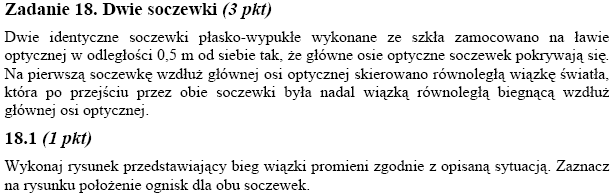 Zadanie 18. Dwie soczewki (3 pkt)
Dwie identyczne soczewki płasko-wypukłe wykonane ze szkła zamocowano na ławie
optycznej w odległości 0,5 m od siebie tak, że główne osie optyczne soczewek pokrywają się.
Na pierwszą soczewkę wzdłuż głównej osi optycznej skierowano równoległą wiązkę światła,
która po przejściu przez obie soczewki była nadal wiązką równoległą biegnącą wzdłuż
głównej osi optycznej.
18.1 (1 pkt)
Wykonaj rysunek przedstawiający bieg wiązki promieni zgodnie z opisaną sytuacją. Zaznacz
na rysunku położenie ognisk dla obu soczewek.